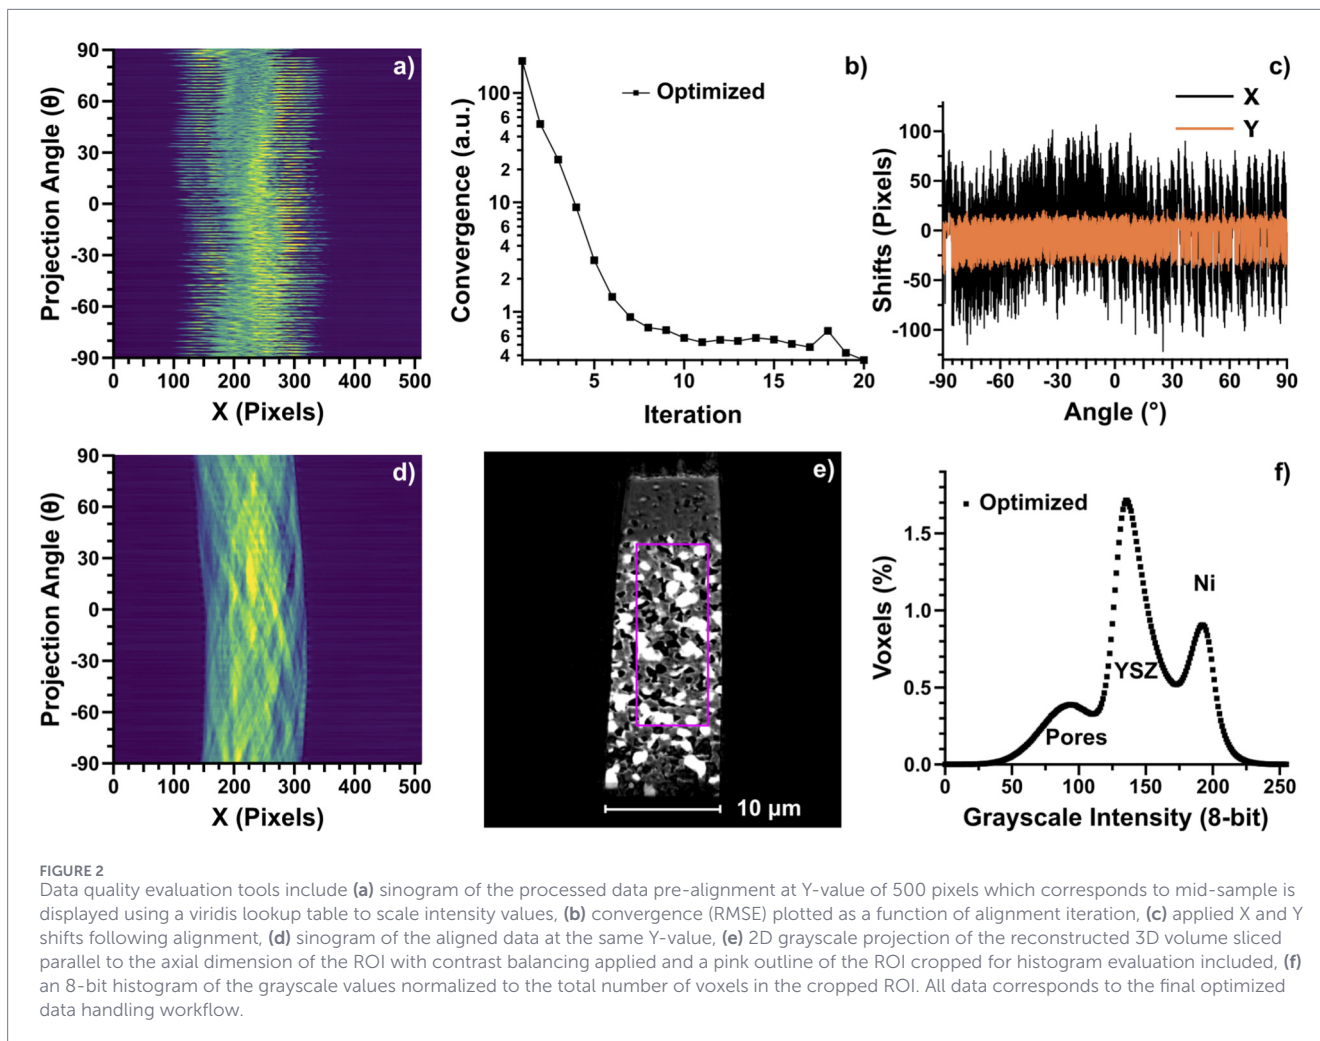 a)
Projection Angle (θ)
90
60
30
0
-30
-60
-90
0 100 200 300 400 500
X (Pixels)
b)
Optimized
Convergence (a.u.)
100
6
4
2
10
6
4
2
1
6
4
5 10 15 20
Iteration
c)
X
Y
Shifts (Pixels)
100
50
0
-50
-100
-90 -60 -30 0 30 60 90
Angle (°)
d)
Projection Angle (θ)
90
60
30
0
-30
-60
-90
0 100 200 300 400 500
X (Pixels)
e)
10 μm
f)
Optimized
Voxels (%)
1.5
1.0
0.5
0.0
Pores
YSZ
Ni
0 50 100 150 200 250
Grayscale Intensity (8-bit)
FIGURE 2
Data quality evaluation tools include (a) sinogram of the processed data pre-alignment at Y-value of 500 pixels which corresponds to mid-sample is
displayed using a viridis lookup table to scale intensity values, (b) convergence (RMSE) plotted as a function of alignment iteration, (c) applied X and Y
shifts following alignment, (d) sinogram of the aligned data at the same Y-value, (e) 2D grayscale projection of the reconstructed 3D volume sliced
parallel to the axial dimension of the ROI with contrast balancing applied and a pink outline of the ROI cropped for histogram evaluation included, (f)
an 8-bit histogram of the grayscale values normalized to the total number of voxels in the cropped ROI. All data corresponds to the final optimized
data handling workflow.